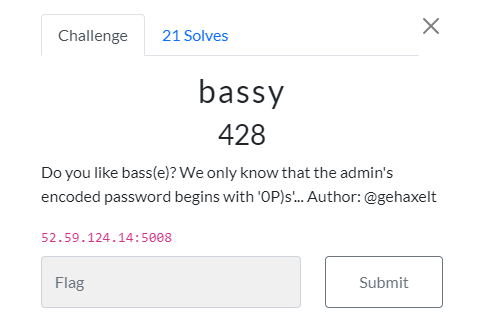 Challenge 21 Solves
bassy
428
Do you like bass(e)? We only know that the admin's
encoded password begins with '0P)s'... Author: @gehaxelt
52.59.124.14:5008
Flag Submit